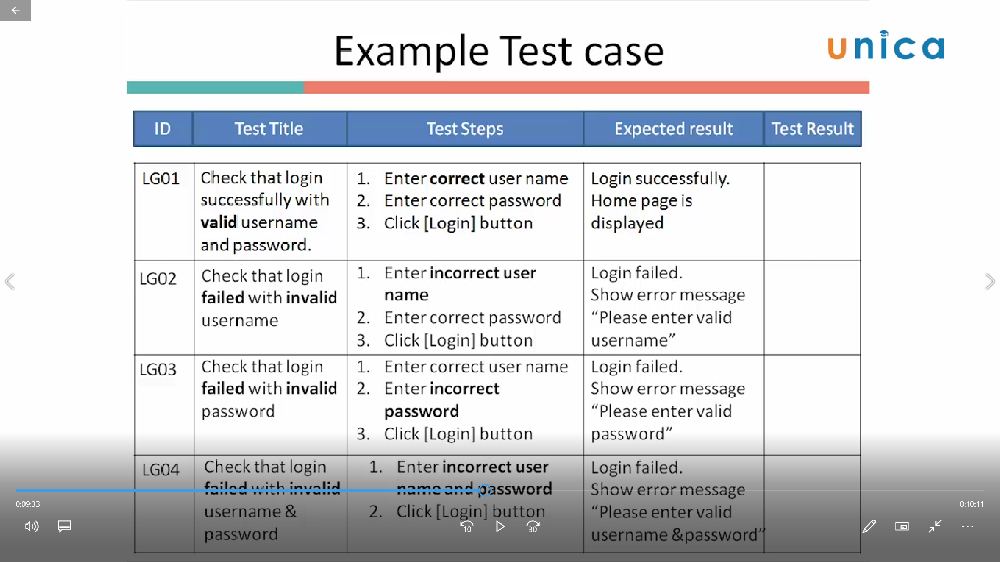 Example Test case
unica
ID Test Title Test Steps Expected result Test Result
LG01
Check that login
successfully with
valid username
and password.
1. Enter correct user name
2. Enter correct password
3. Click [Login] button
Login successfully.
Home page is
displayed
LG02
Check that login
failed with invalid
username
1. Enter incorrect user
name
2. Enter correct password
3. Click [Login] button
Login failed.
Show error message
“Please enter valid
username”
LG03
Check that login
failed with invalid
password
1. Enter correct user name
2. Enter incorrect
password
3. Click [Login] button
Login failed.
Show error message
“Please enter valid
password”
LG04
Check that login
failed with invalid
username &
password
1. Enter incorrect user
name and password
2. Click [Login] button
Login failed.
Show error message
“Please enter valid
username &password”
0:09:33
0:10:11
10
30